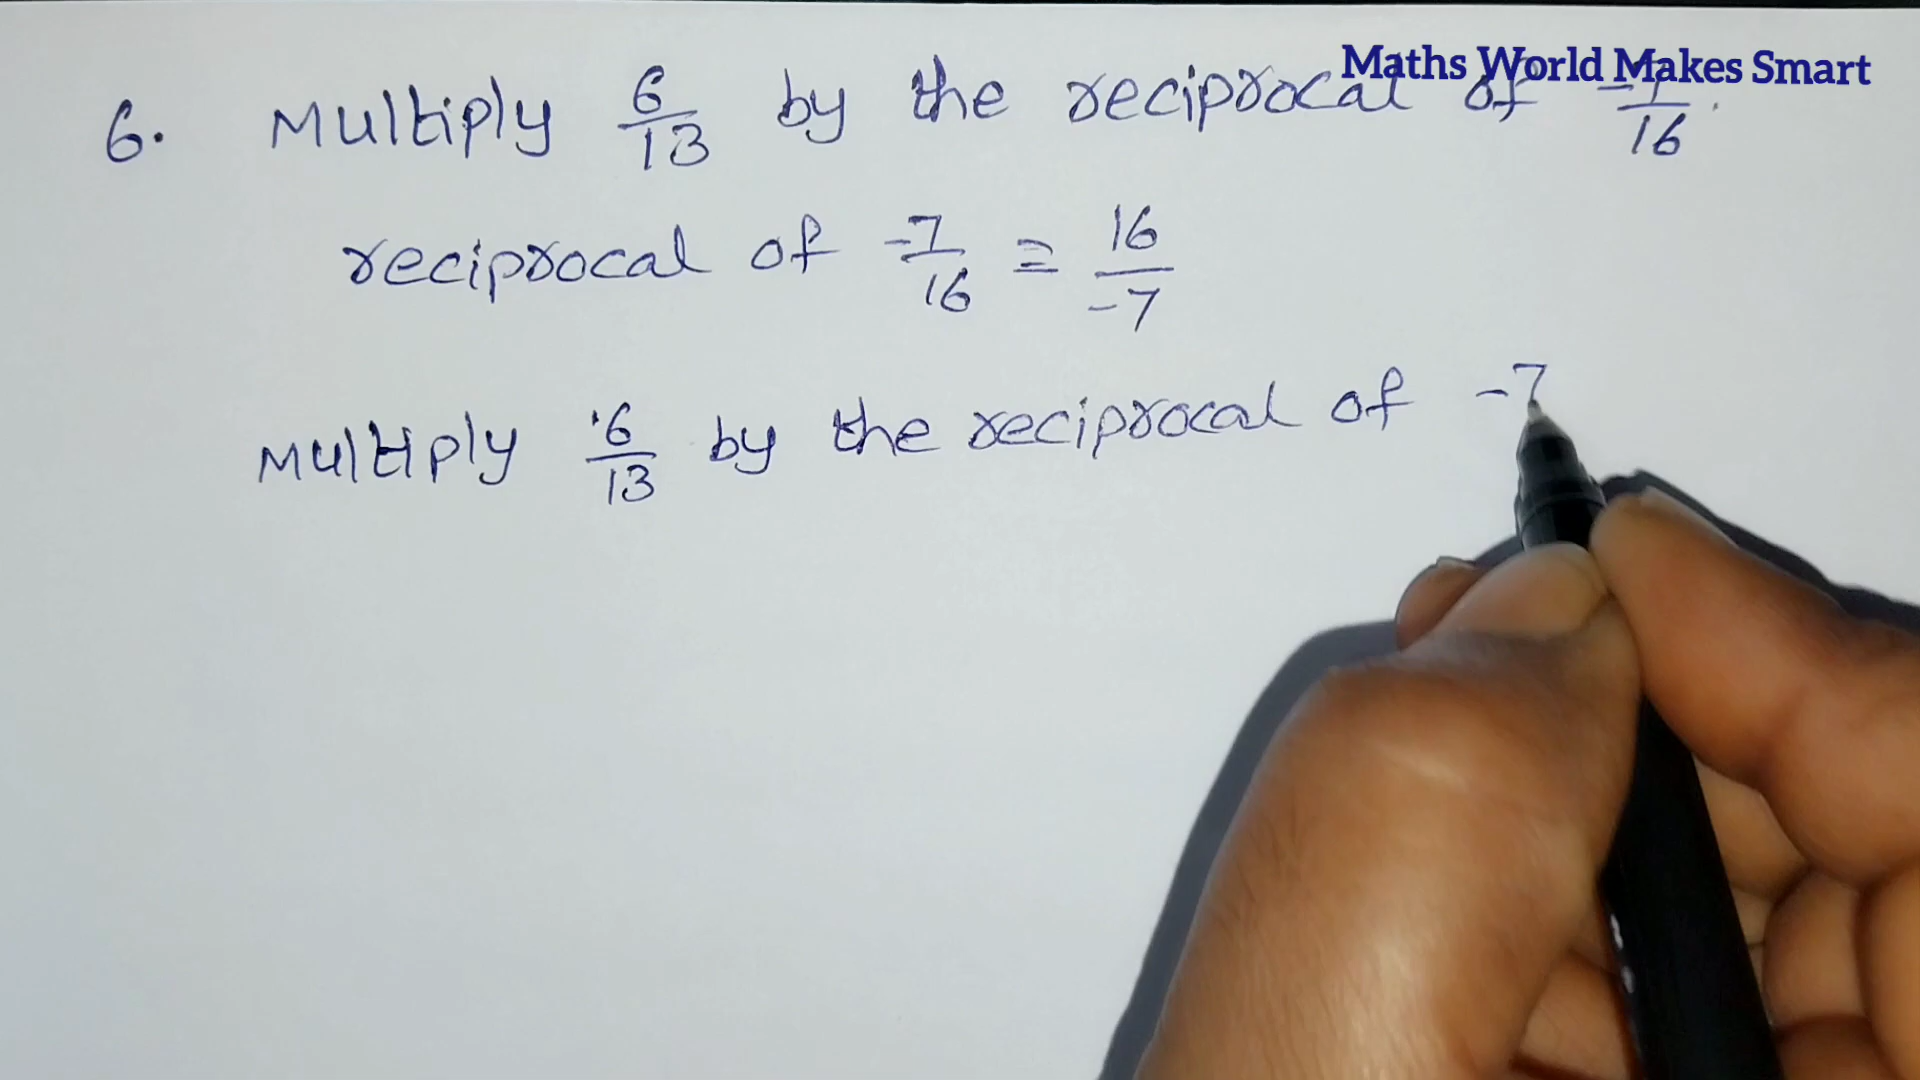 Maths World Makes Smart
6. Multiply 6/13 by the reciprocal of -7/16.
reciprocal of -7/16 = 16/-7
Multiply 6/13 by the reciprocal of -7